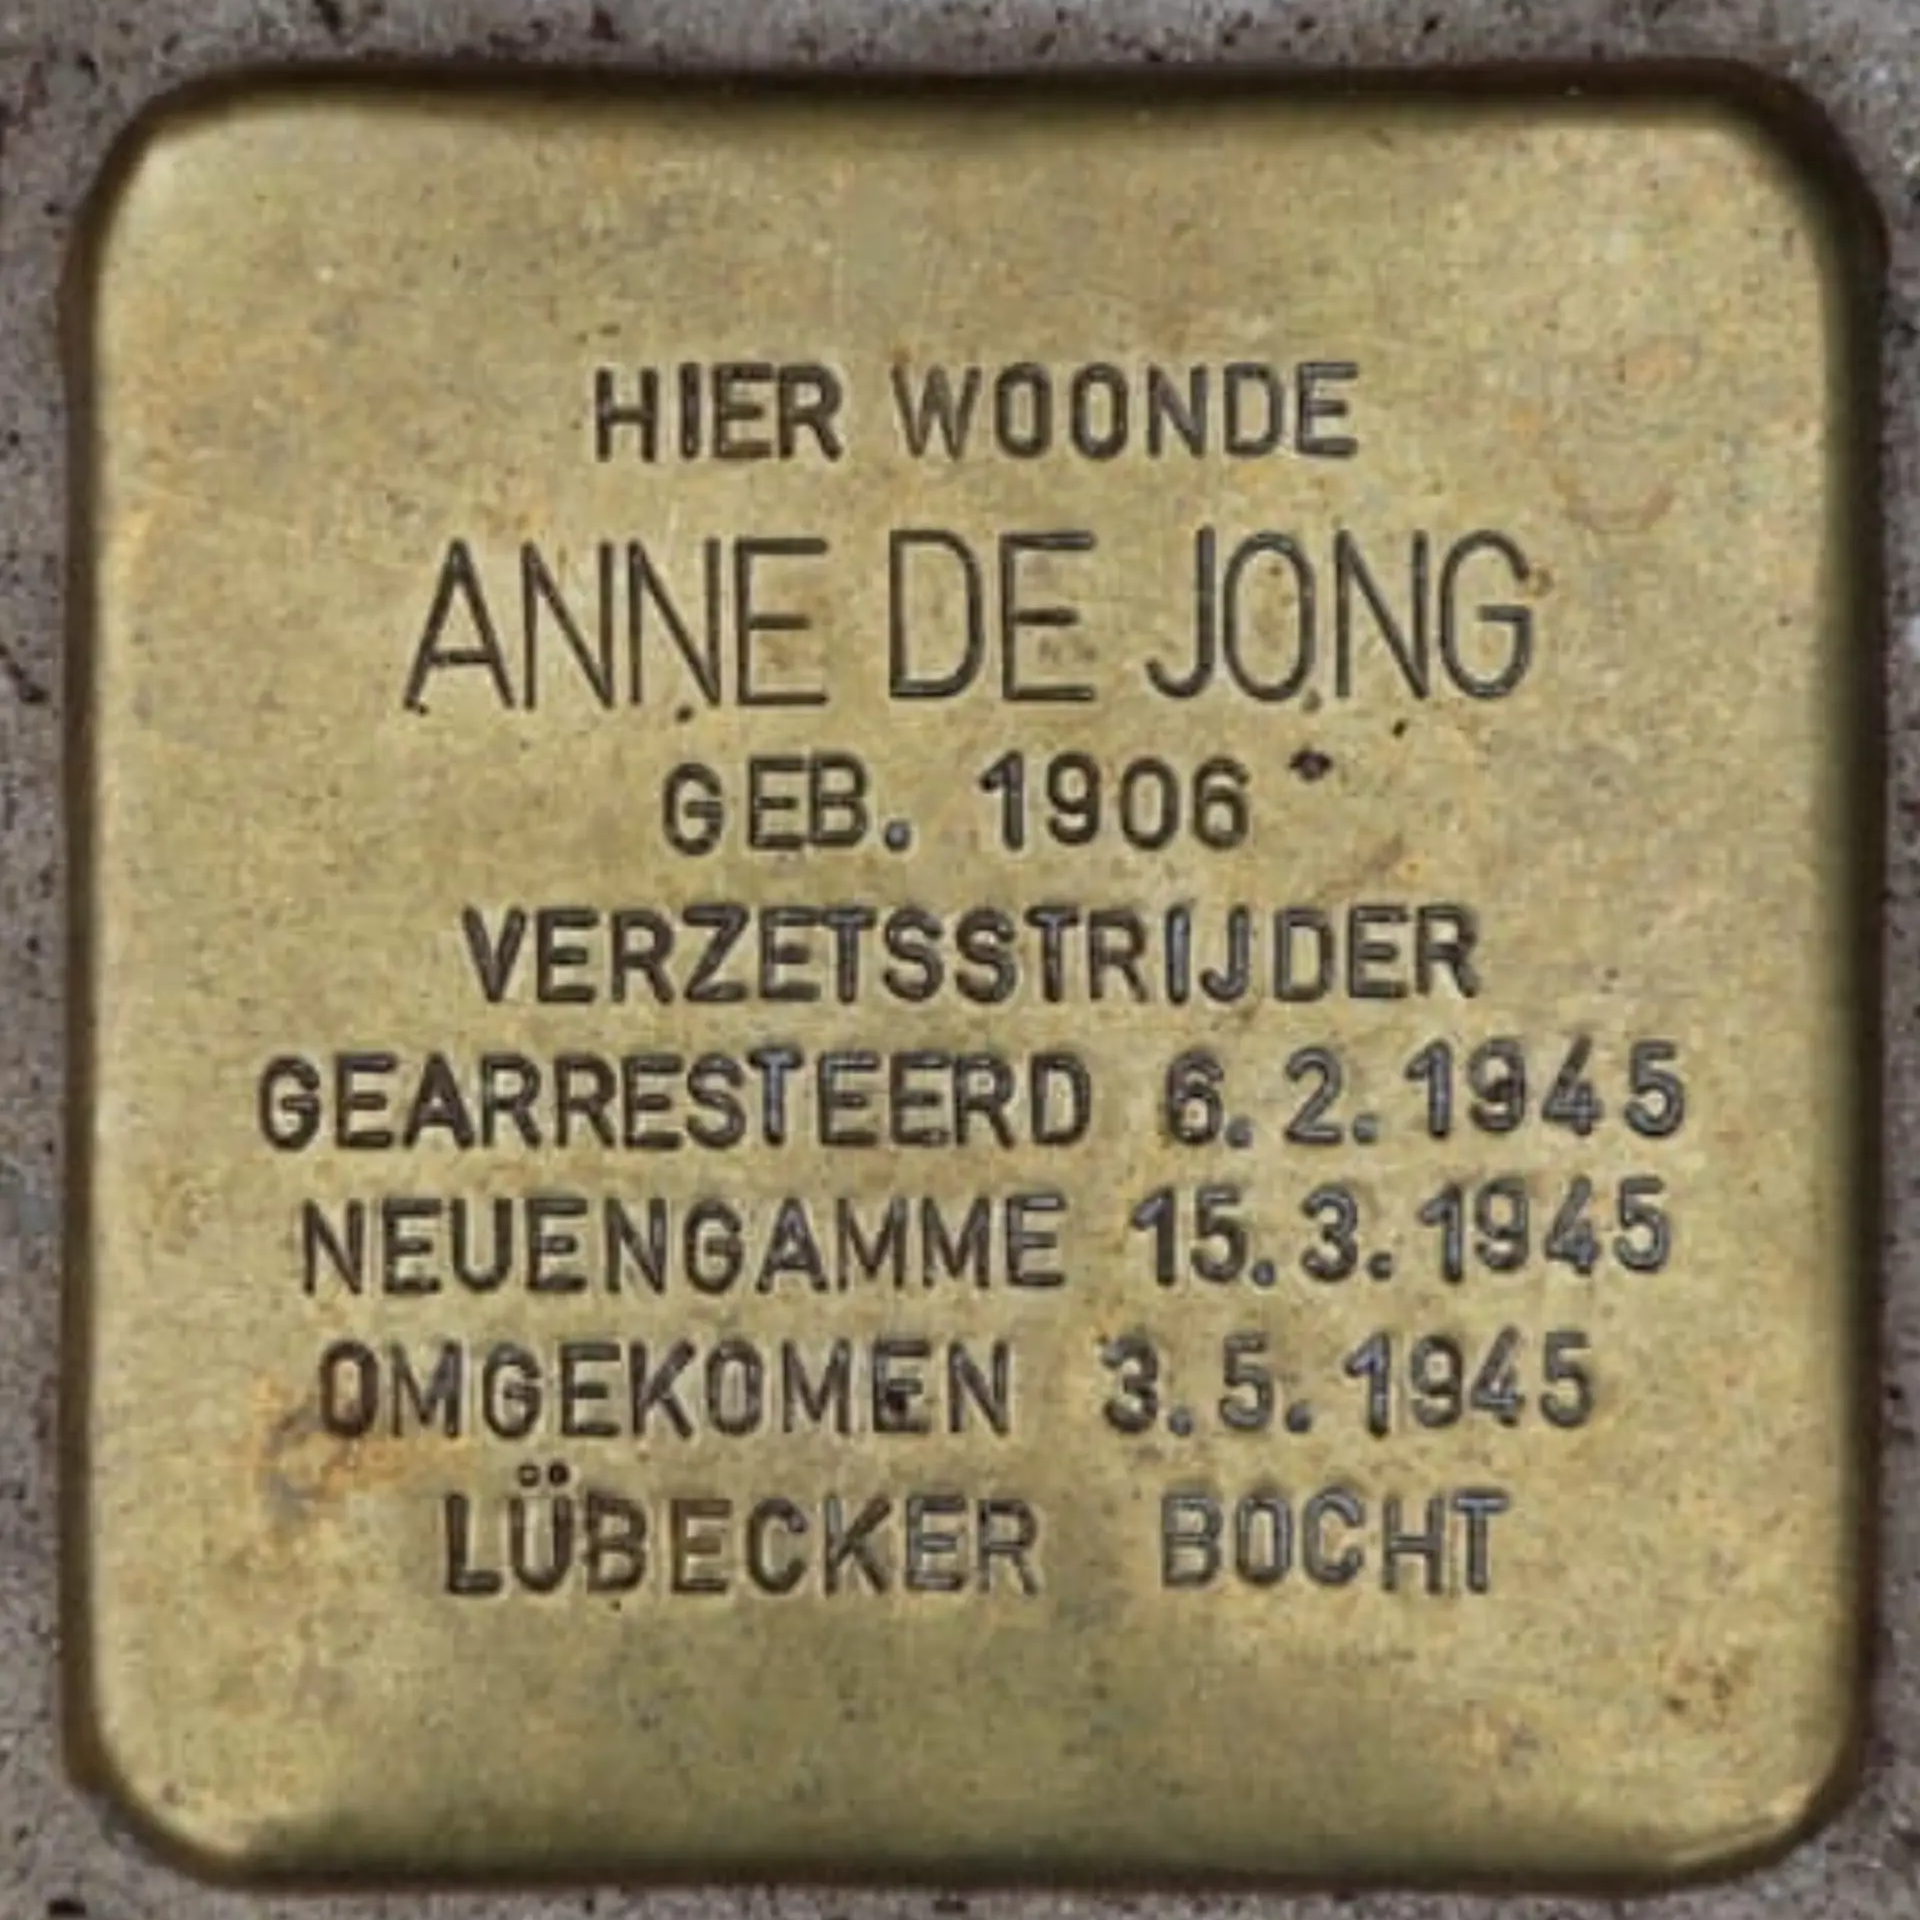 HIER WOONDE
ANNE DE JONG
GEB. 1906
VERZETSSTRIJDER
GEARRESTEERD 6.2.1945
NEUENGAMME 15.3.1945
OMGEKOMEN 3.5.1945
LÜBECKER BOCHT